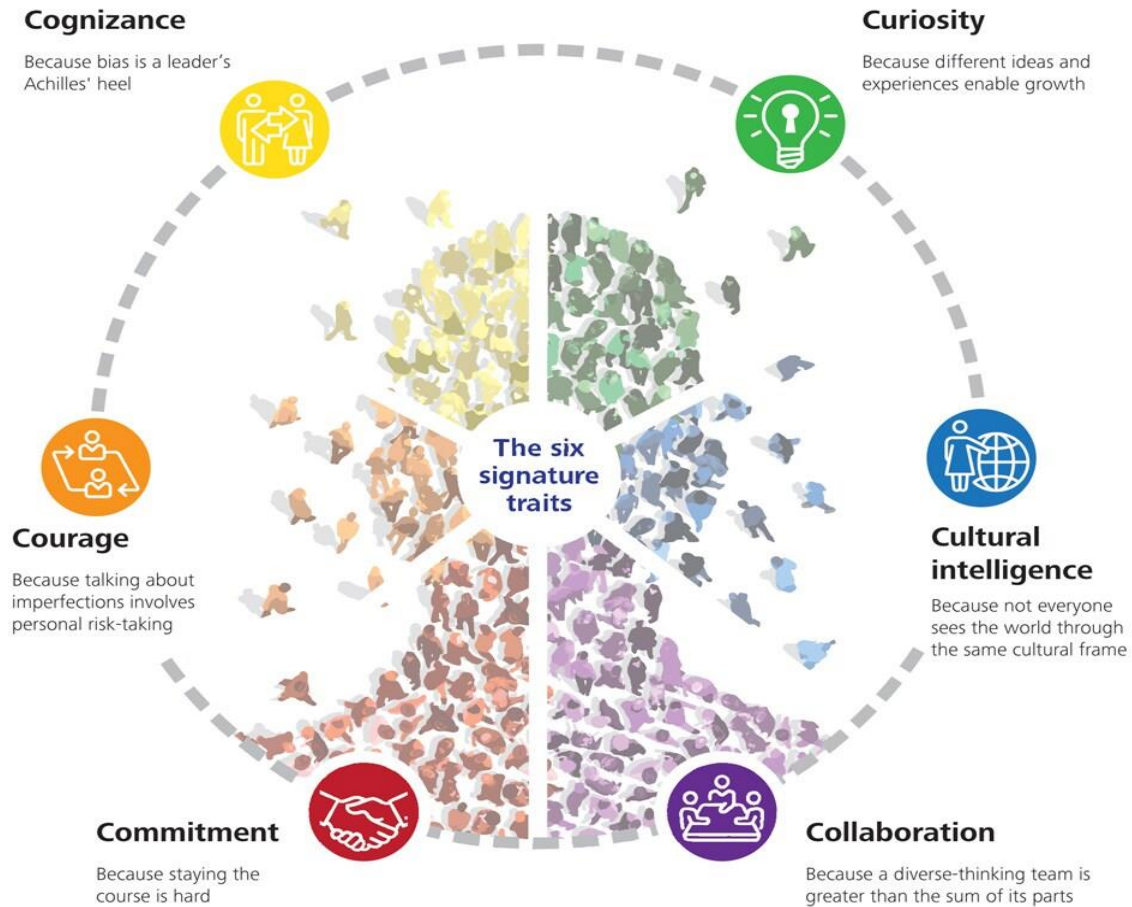 Cognizance
Because bias is a leader's
Achilles' heel
Curiosity
Because different ideas and
experiences enable growth
The six
signature
traits
Courage
Because talking about
imperfections involves
personal risk-taking
Cultural
intelligence
Because not everyone
sees the world through
the same cultural frame
Commitment
Because staying the
course is hard
Collaboration
Because a diverse-thinking team is
greater than the sum of its parts